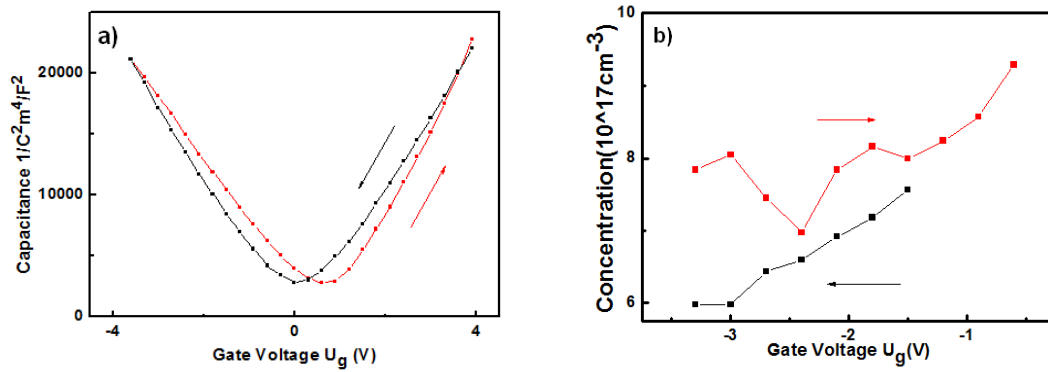 a)
Capacitance 1/C²m⁴/F²
20000
10000
0
-4
0
4
Gate Voltage U_g (V)
b)
Concentration(10^17cm⁻³)
10
8
6
-3
-2
-1
Gate Voltage U_g(V)